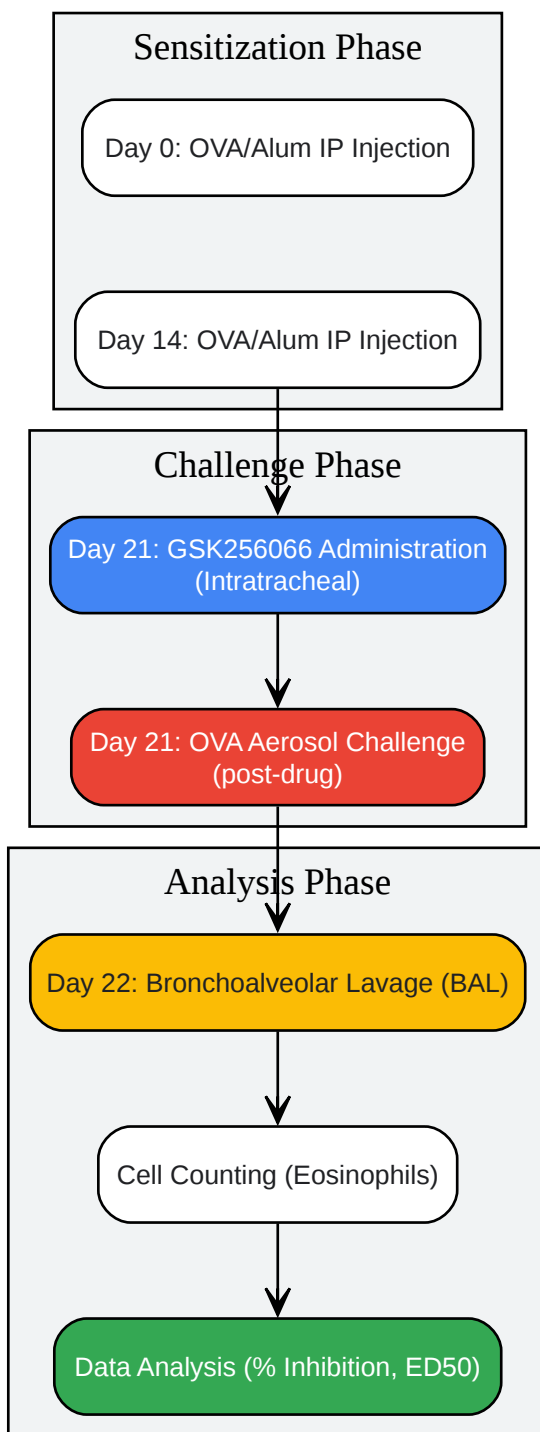 Sensitization Phase
Day 0: OVA/Alum IP Injection
Day 14: OVA/Alum IP Injection
Challenge Phase
Day 21: GSK256066 Administration
(Intratracheal)
Day 21: OVA Aerosol Challenge
(post-drug)
Analysis Phase
Day 22: Bronchoalveolar Lavage (BAL)
Cell Counting (Eosinophils)
Data Analysis (% Inhibition, ED50)